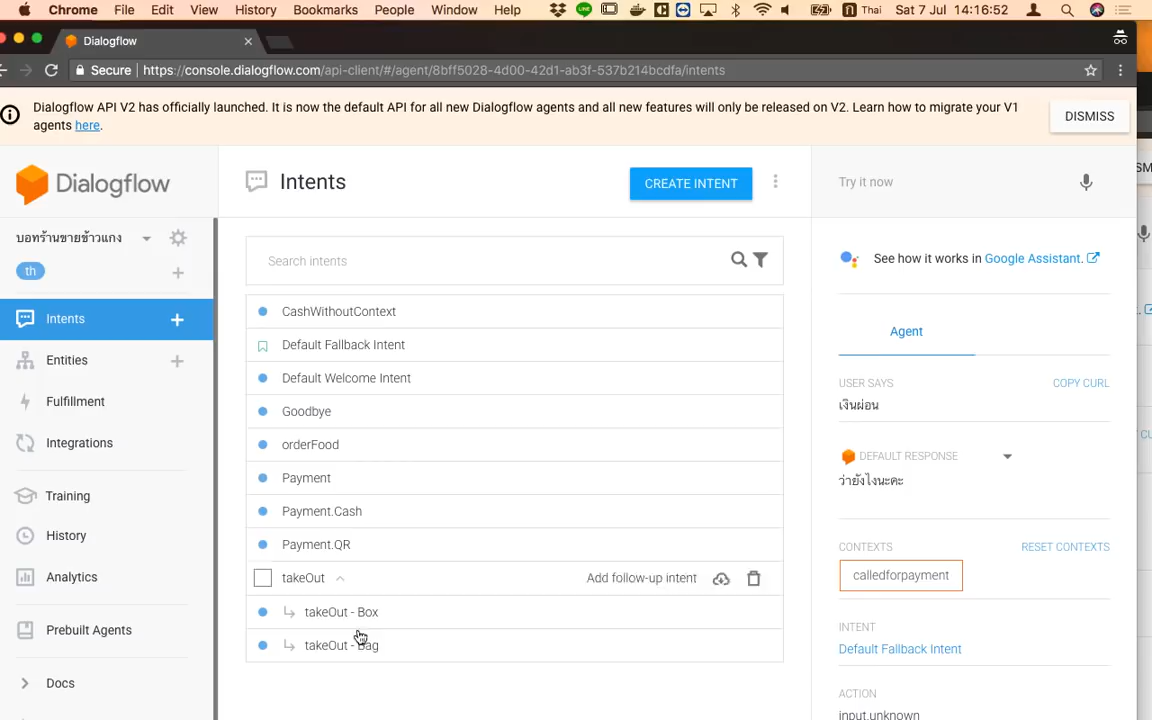 Chrome File Edit View History Bookmarks People Window Help Thai Sat 7 Jul 14:16:52
Dialogflow
Secure https://console.dialogflow.com/api-client/#/agent/8bff5028-4d00-42d1-ab3f-537b214bcdfa/intents
Dialogflow API V2 has officially launched. It is now the default API for all new Dialogflow agents and all new features will only be released on V2. Learn how to migrate your V1
agents here.
DISMISS
Dialogflow
บอทร้านขายข้าวแกง
th
Intents
Entities
Fulfillment
Integrations
Training
History
Analytics
Prebuilt Agents
Docs
Intents
CREATE INTENT
Search intents
CashWithoutContext
Default Fallback Intent
Default Welcome Intent
Goodbye
orderFood
Payment
Payment.Cash
Payment.QR
takeOut Add follow-up intent
takeOut - Box
takeOut - Bag
Try it now
See how it works in Google Assistant.
Agent
USER SAYS COPY CURL
เงินผ่อน
DEFAULT RESPONSE
ว่ายังไงนะคะ
CONTEXTS RESET CONTEXTS
calledforpayment
INTENT
Default Fallback Intent
ACTION
input.unknown